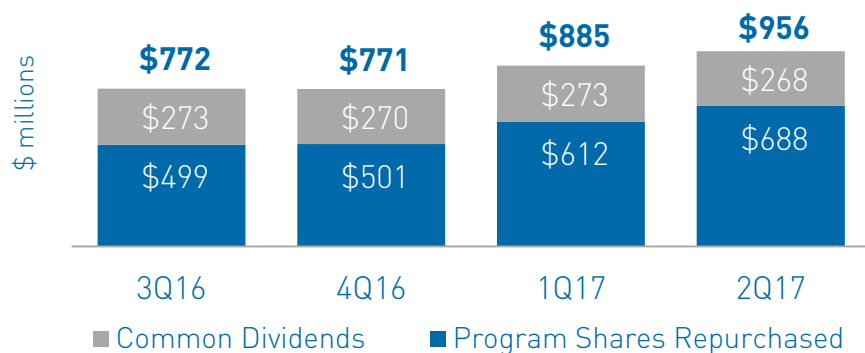 $ millions
$772 $771 $885 $956
$273 $270 $273 $268
$499 $501 $612 $688
3Q16 4Q16 1Q17 2Q17
Common Dividends Program Shares Repurchased